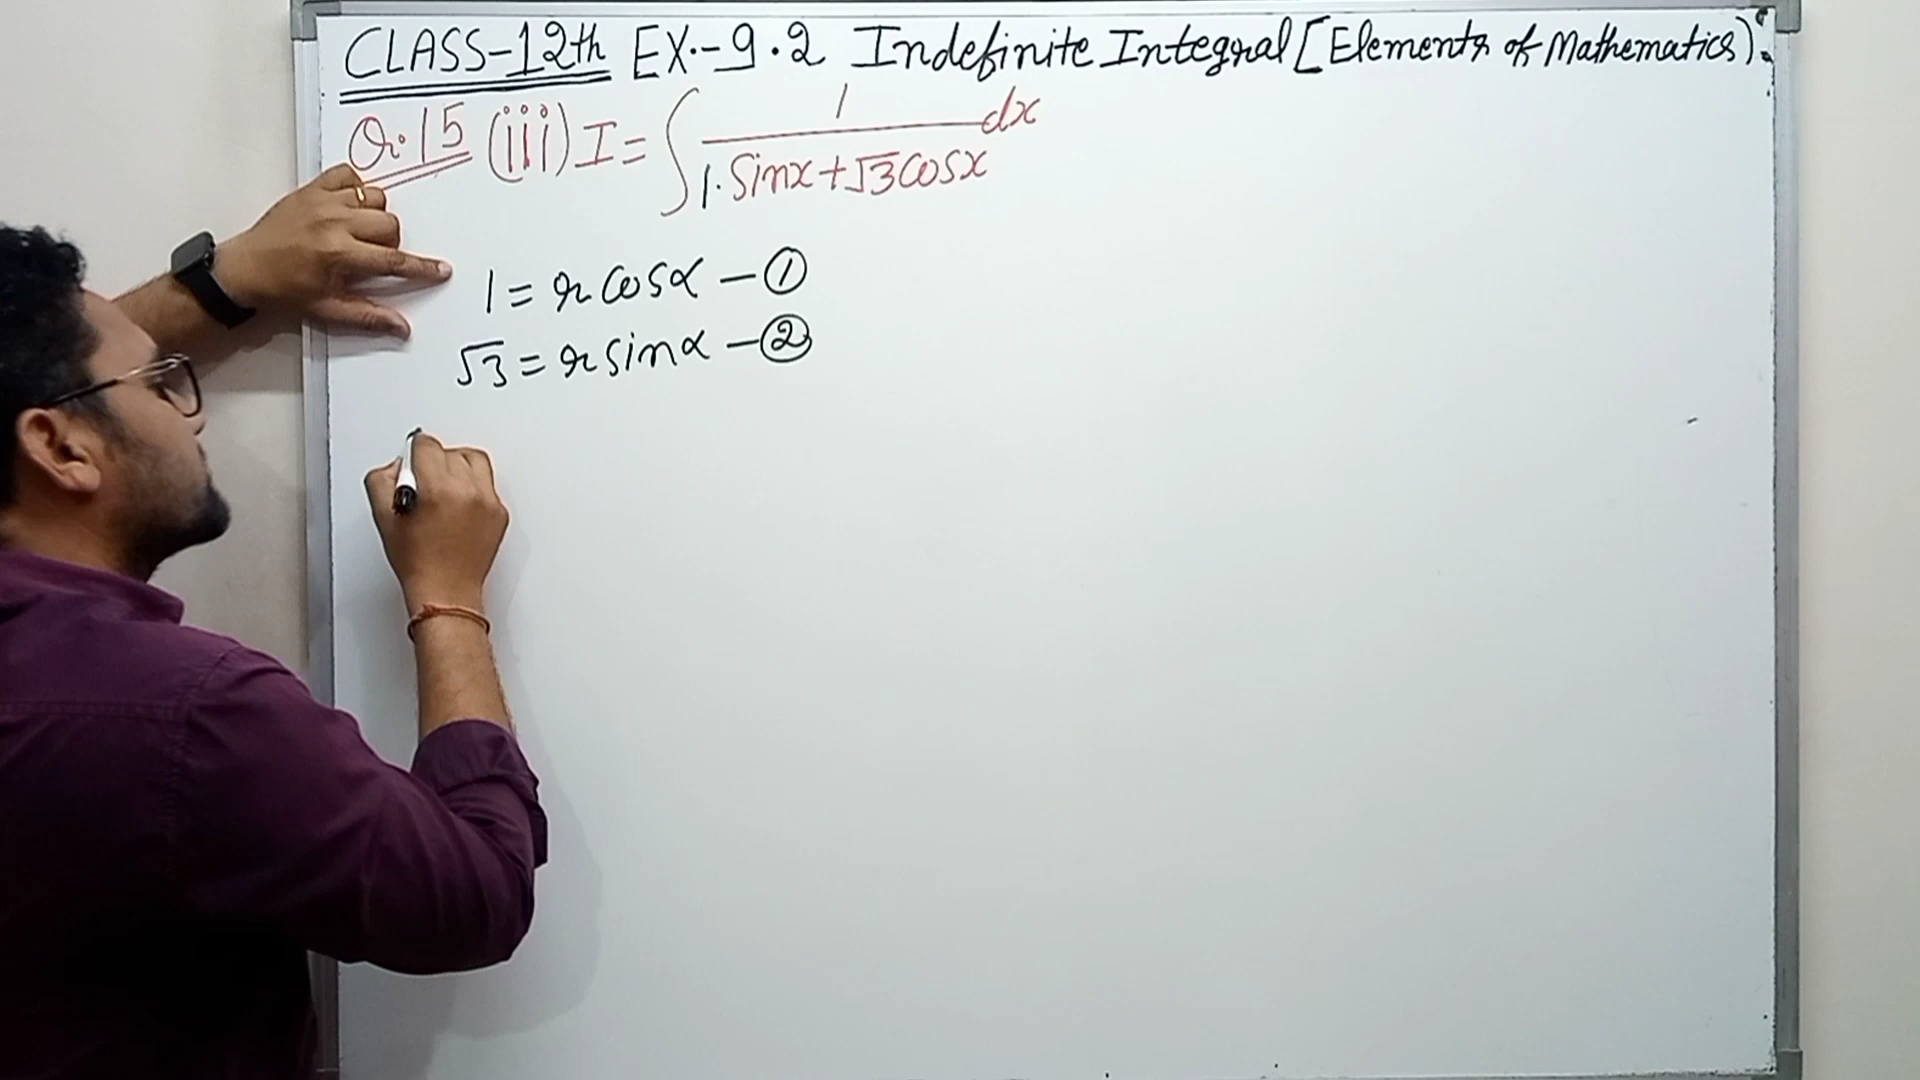 CLASS-12th EX.-9.2 Indefinite Integral [Elements of Mathematics).
Q.15 (iii) I = ∫ 1/(1.Sinx+√3cosx) dx
1 = r cosα - ①
√3 = r sinα - ②